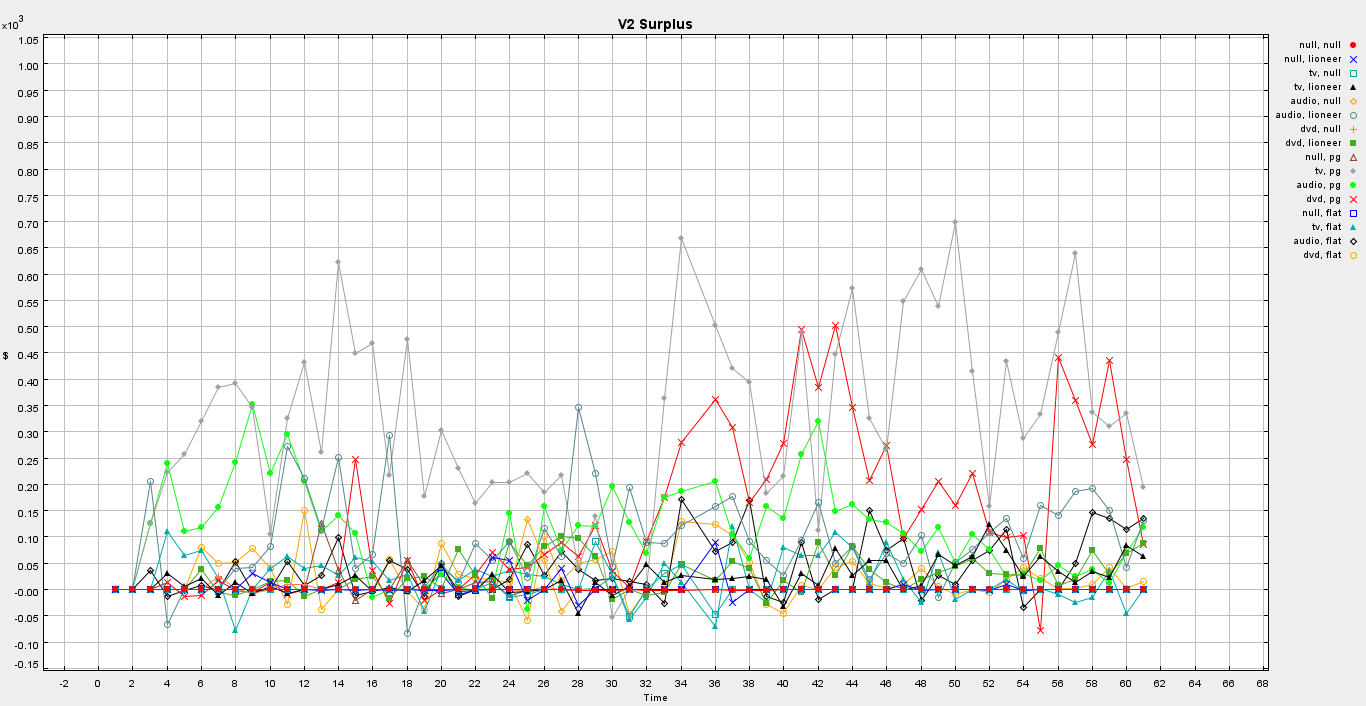 V2 Surplus
x10³
1.05
1.00
0.95
0.90
0.85
0.80
0.75
0.70
0.65
0.60
0.55
0.50
0.45
$
0.40
0.35
0.30
0.25
0.20
0.15
0.10
0.05
-0.00
-0.05
-0.10
-0.15
-2 0 2 4 6 8 10 12 14 16 18 20 22 24 26 28 30 32 34 36 38 40 42 44 46 48 50 52 54 56 58 60 62 64 66 68
Time
null, null
null, lioneer
tv, null
tv, lioneer
audio, null
audio, lioneer
dvd, null
dvd, lioneer
null, pg
tv, pg
audio, pg
dvd, pg
null, flat
tv, flat
audio, flat
dvd, flat